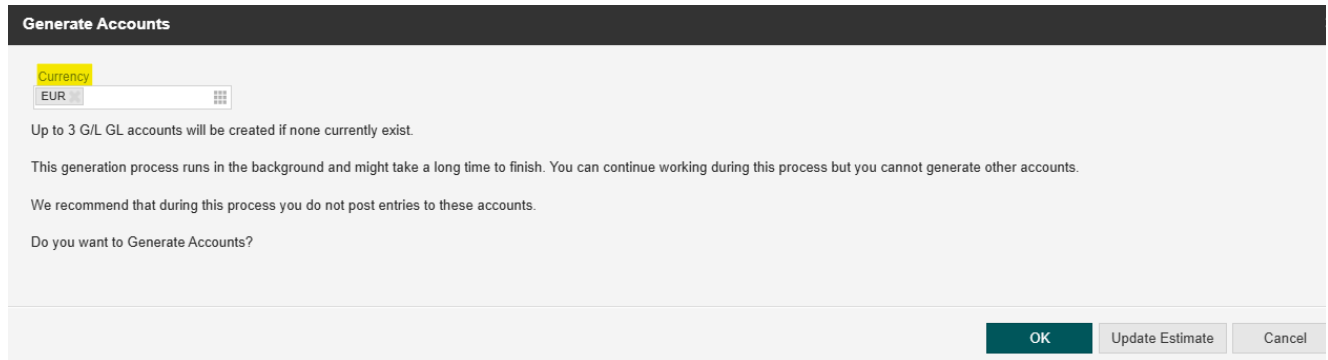 Generate Accounts
Currency
EUR
Up to 3 G/L GL accounts will be created if none currently exist.
This generation process runs in the background and might take a long time to finish. You can continue working during this process but you cannot generate other accounts.
We recommend that during this process you do not post entries to these accounts.
Do you want to Generate Accounts?
OK Update Estimate Cancel